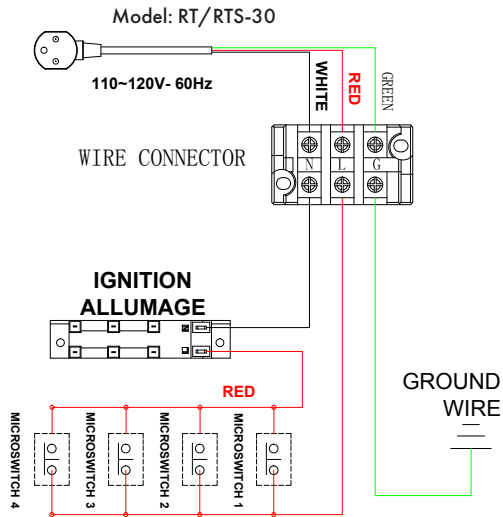 Model: RT/RTS-30
110~120V- 60Hz
WHITE
RED
GREEN
WIRE CONNECTOR
N L G
IGNITION
ALLUMAGE
N
L
RED
GROUND
WIRE
MICROSWITCH 4
MICROSWITCH 3
MICROSWITCH 2
MICROSWITCH 1